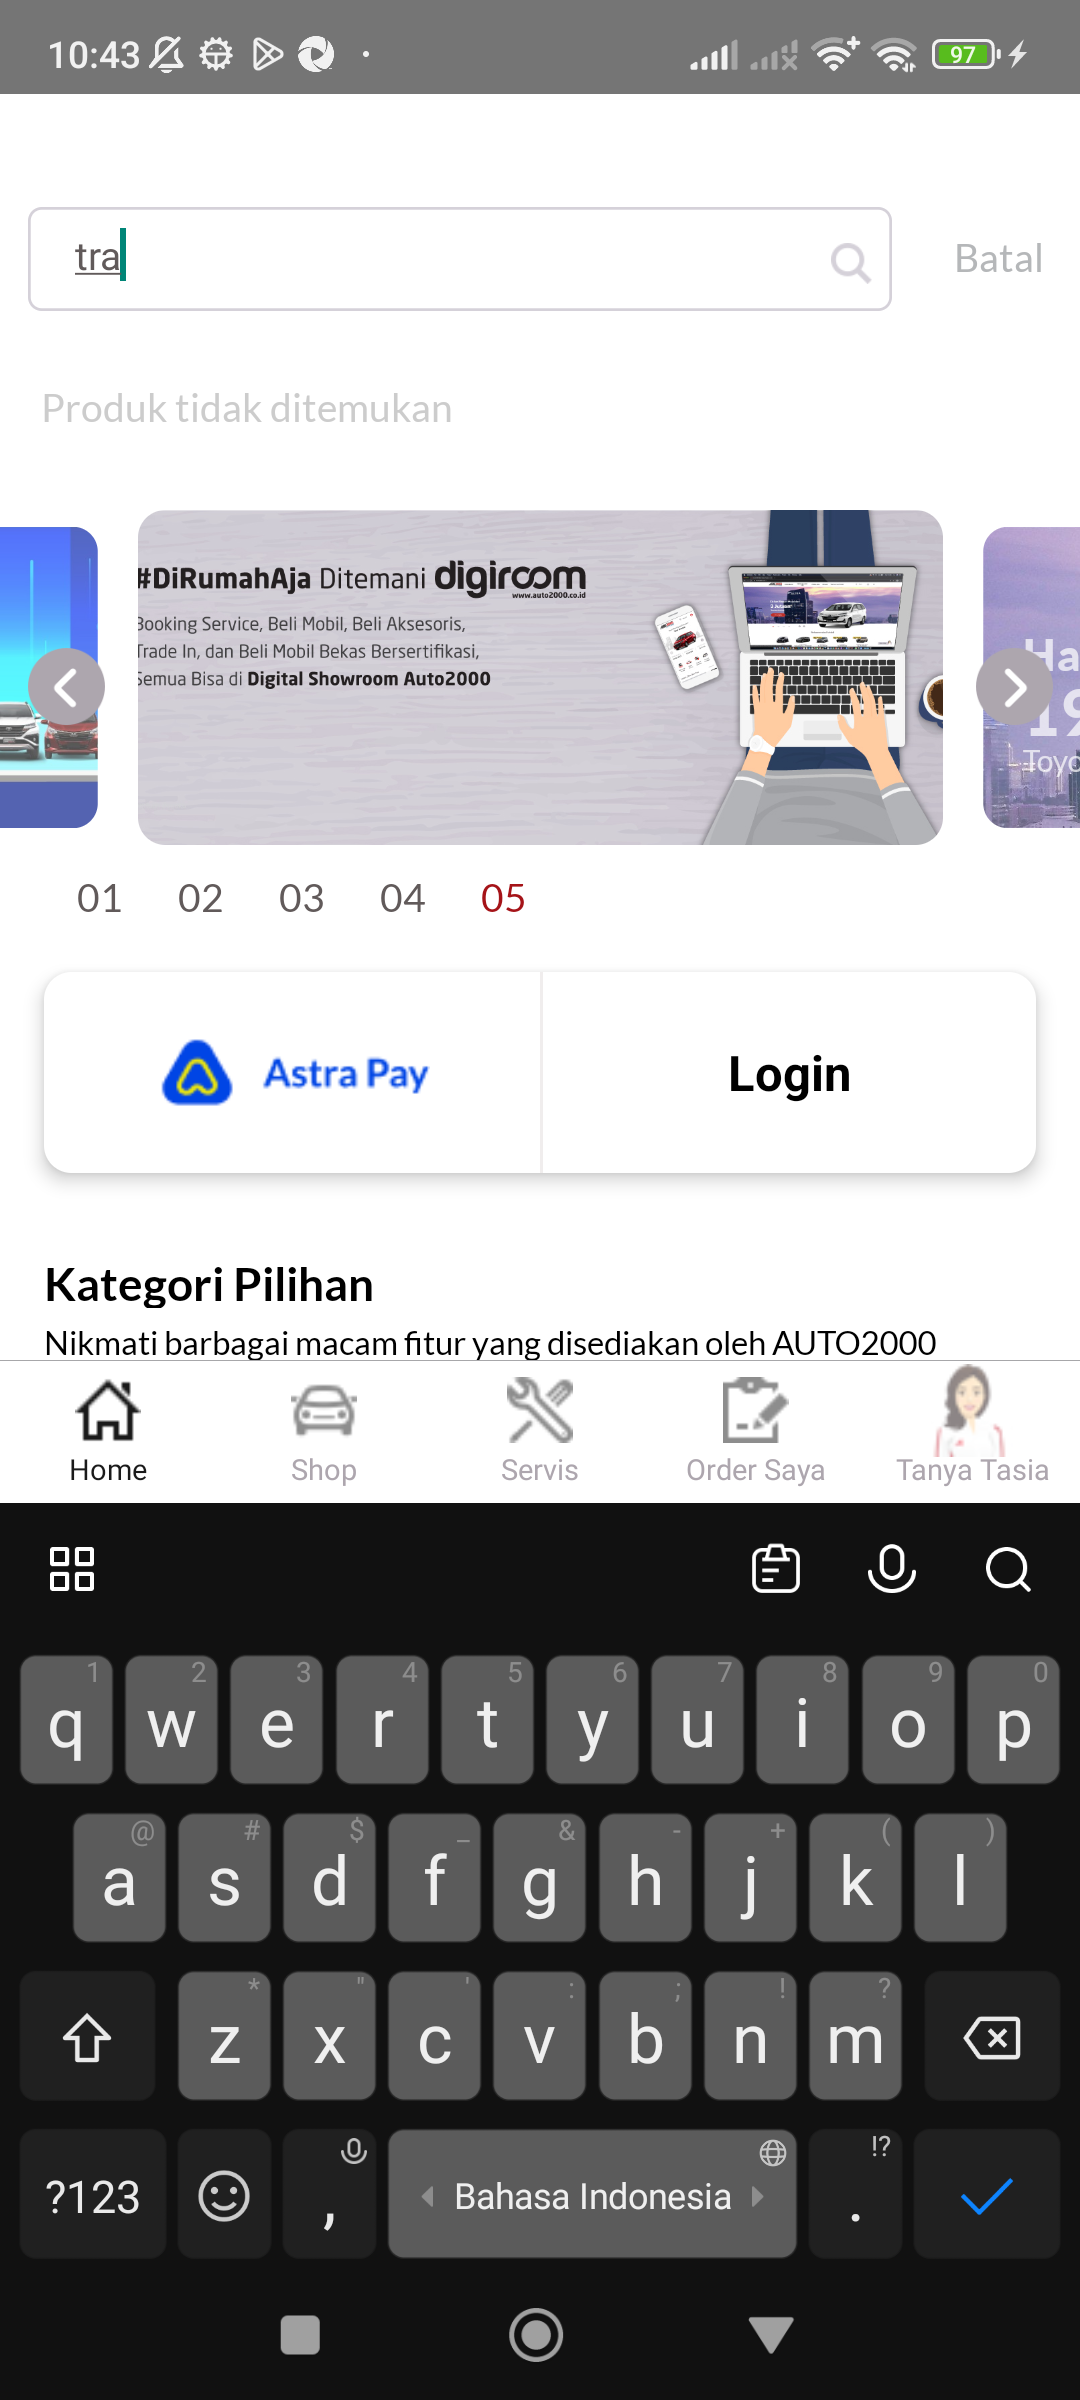 10:43
97
tra
Batal
Produk tidak ditemukan
#DiRumahAja Ditemani digiroom
www.auto2000.co.id
Booking Service, Beli Mobil, Beli Aksesoris,
Trade In, dan Beli Mobil Bekas Bersertifikasi,
Semua Bisa di Digital Showroom Auto2000
Ha
19
Toyo
01 02 03 04 05
Astra Pay
Login
Kategori Pilihan
Nikmati barbagai macam fitur yang disediakan oleh AUTO2000
Home Shop Servis Order Saya Tanya Tasia
1 2 3 4 5 6 7 8 9 0
q w e r t y u i o p
@ # $ _ & - + ( )
a s d f g h j k l
* " ' : ; ! ?
z x c v b n m
!?
?123 , Bahasa Indonesia .